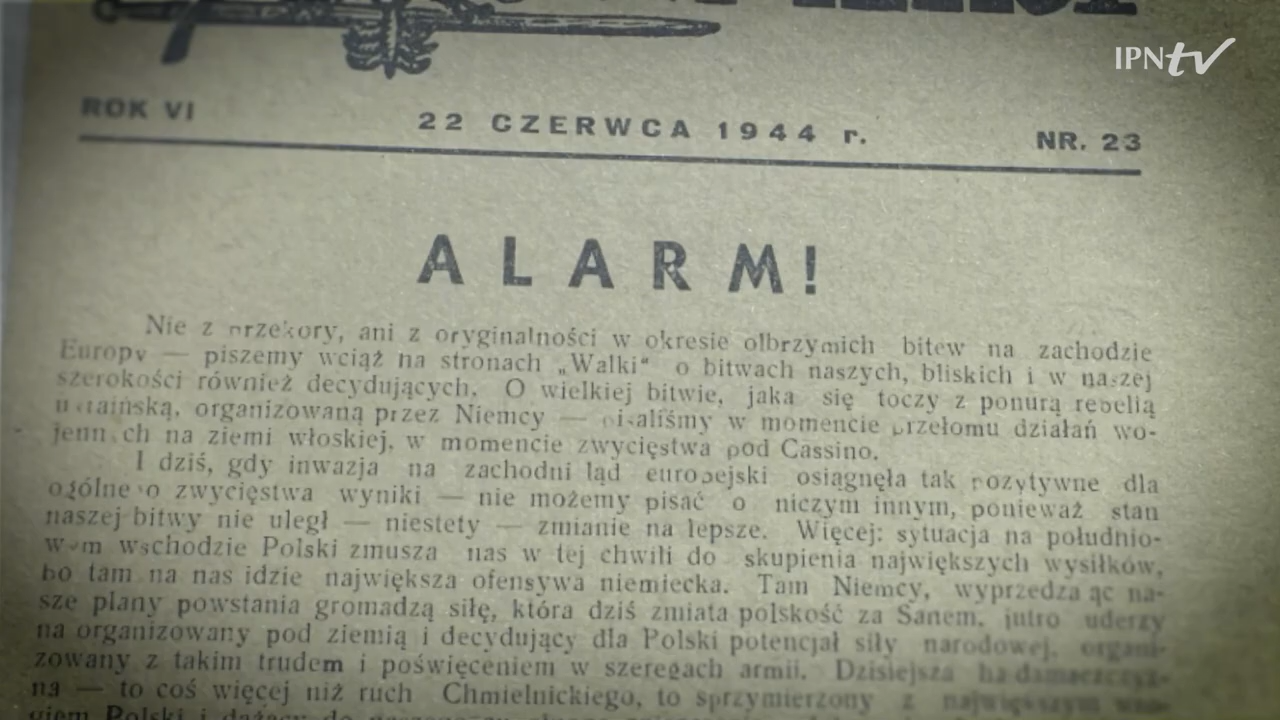 IPNtv
ROK VI
22 CZERWCA 1944 r.
NR. 23
ALARM!
Nie z przekory, ani z oryginalności w okresie olbrzymich bitew na zachodzie
Europy — piszemy wciąż na stronach „Walki“ o bitwach naszych, bliskich i w naszej
szerokości również decydujących. O wielkiej bitwie, jaka się toczy z ponurą rebelią
ukraińską, organizowaną przez Niemcy — pisaliśmy w momencie przełomu działań wo-
jennych na ziemi włoskiej, w momencie zwycięstwa pod Cassino.
I dziś, gdy inwazja na zachodni ląd europejski osiągnęła tak pozytywne dla
ogólnego zwycięstwa wyniki — nie możemy pisać o niczym innym, ponieważ stan
naszej bitwy nie uległ — niestety — zmianie na lepsze. Więcej: sytuacja na południo-
wym wschodzie Polski zmusza nas w tej chwili do skupienia największych wysiłków,
bo tam na nas idzie największa ofensywa niemiecka. Tam Niemcy, wyprzedzając na-
sze plany powstania gromadzą siłę, która dziś zmiata polskość za Sanem, jutro uderzy
na organizowany pod ziemią i decydujący dla Polski potencjał siły narodowej, organi-
zowany z takim trudem i poświęceniem w szeregach armii. Dzisiejsza hajdamaczyz-
na — to coś więcej niż ruch Chmielnickiego, to sprzymierzony z największym wro-
giem Polski i dążący do